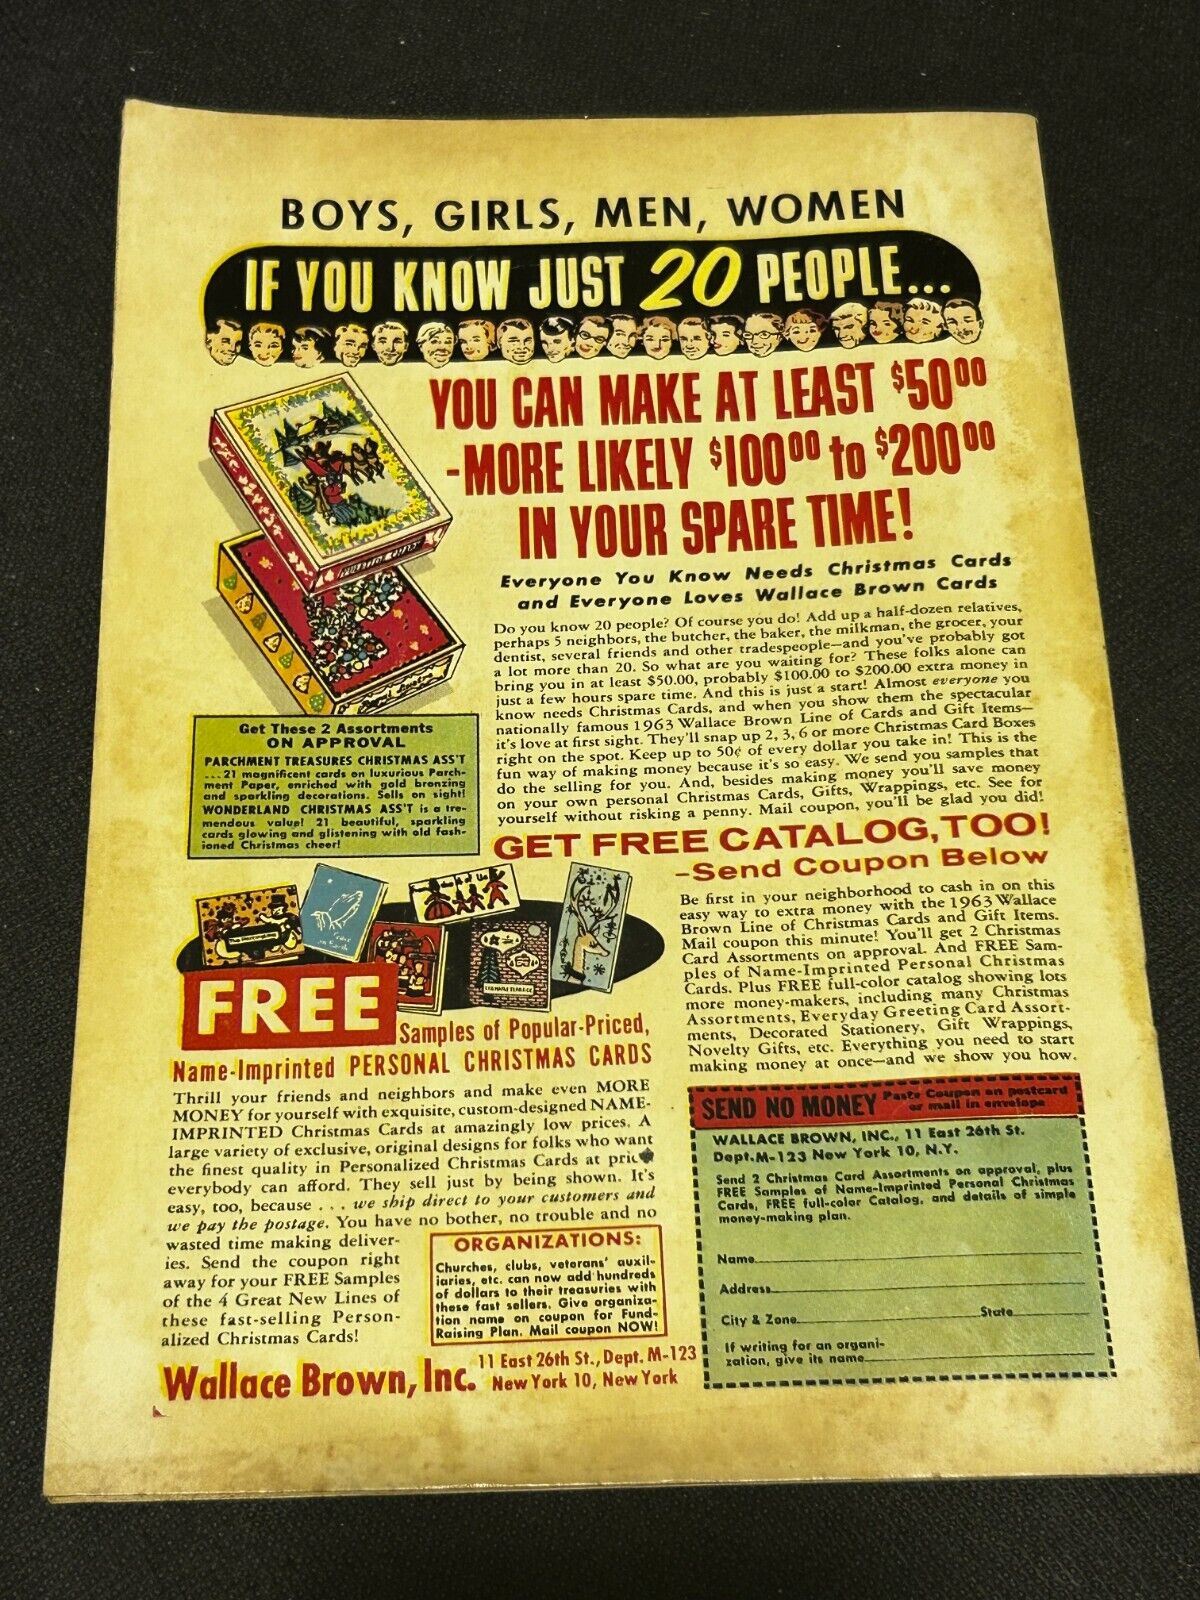 BOYS, GIRLS, MEN, WOMEN
IF YOU KNOW JUST 20 PEOPLE...
YOU CAN MAKE AT LEAST $50.00
-MORE LIKELY $100.00 to $200.00
IN YOUR SPARE TIME!
Everyone You Know Needs Christmas Cards
and Everyone Loves Wallace Brown Cards
Do you know 20 people? Of course you do! Add up a half-dozen relatives,
perhaps 5 neighbors, the butcher, the baker, the milkman, the grocer, your
dentist, several friends and other tradespeople—and you've probably got
a lot more than 20. So what are you waiting for? These folks alone can
bring you in at least $50.00, probably $100.00 to $200.00 extra money in
just a few hours spare time. And this is just a start! Almost everyone you
know needs Christmas Cards, and when you show them the spectacular
nationally famous 1963 Wallace Brown Line of Cards and Gift Items—
it's love at first sight. They'll snap up 2, 3, 6 or more Christmas Card Boxes
right on the spot. Keep up to 50¢ of every dollar you take in! This is the
fun way of making money because it's so easy. We send you samples that
do the selling for you. And, besides making money you'll save money
on your own personal Christmas Cards, Gifts, Wrappings, etc. See for
yourself without risking a penny. Mail coupon, you'll be glad you did!
Get These 2 Assortments
ON APPROVAL
PARCHMENT TREASURES CHRISTMAS ASS'T
...21 magnificent cards on luxurious Parch-
ment Paper, enriched with gold bronzing
and sparkling decorations. Sells on sight!
WONDERLAND CHRISTMAS ASS'T is a tre-
mendous value! 21 beautiful, sparkling
cards glowing and glistening with old fash-
ioned Christmas cheer!
GET FREE CATALOG, TOO!
-Send Coupon Below
Be first in your neighborhood to cash in on this
easy way to extra money with the 1963 Wallace
Brown Line of Christmas Cards and Gift Items.
Mail coupon this minute! You'll get 2 Christmas
Card Assortments on approval. And FREE Sam-
ples of Name-Imprinted Personal Christmas
Cards. Plus FREE full-color catalog showing lots
more money-makers, including many Christmas
Assortments, Everyday Greeting Card Assort-
ments, Decorated Stationery, Gift Wrappings,
Novelty Gifts, etc. Everything you need to start
making money at once—and we show you how.
FREE
Samples of Popular-Priced,
Name-Imprinted PERSONAL CHRISTMAS CARDS
Thrill your friends and neighbors and make even MORE
MONEY for yourself with exquisite, custom-designed NAME-
IMPRINTED Christmas Cards at amazingly low prices. A
large variety of exclusive, original designs for folks who want
the finest quality in Personalized Christmas Cards at
everybody can afford. They sell just by being shown. It's
easy, too, because . . . we ship direct to your customers and
we pay the postage. You have no bother, no trouble and no
wasted time making deliver-
ies. Send the coupon right
away for your FREE Samples
of the 4 Great New Lines of
these fast-selling Person-
alized Christmas Cards!
ORGANIZATIONS:
Churches, clubs, veterans' auxil-
iaries, etc. can now add hundreds
of dollars to their treasuries with
these fast sellers. Give organiza-
tion name on coupon for Fund-
Raising Plan. Mail coupon NOW!
Wallace Brown, Inc. 11 East 26th St., Dept. M-123
New York 10, New York
SEND NO MONEY Paste Coupon on postcard
or mail in envelope
WALLACE BROWN, INC., 11 East 26th St.
Dept. M-123 New York 10, N.Y.
Send 2 Christmas Card Assortments on approval, plus
FREE Samples of Name-Imprinted Personal Christmas
Cards, FREE full-color Catalog, and details of simple
money-making plan.
Name
Address
City & Zone State
If writing for an organi-
zation, give its name